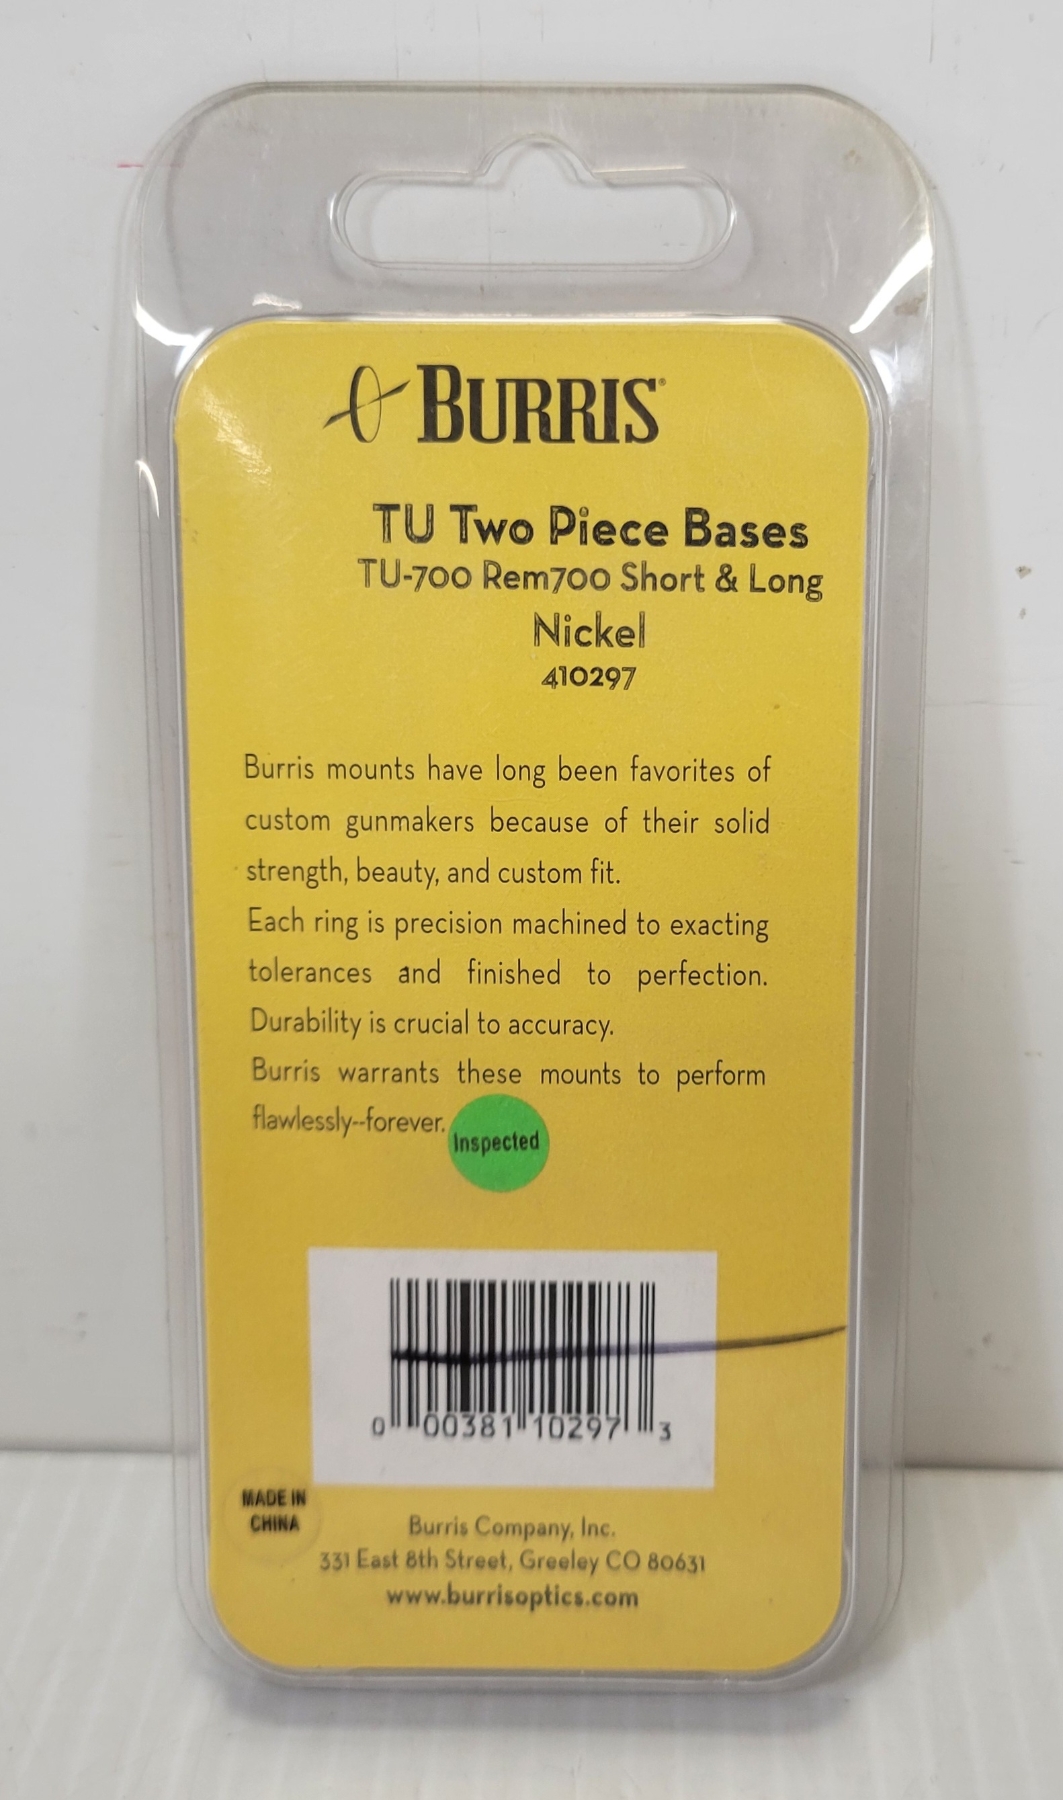 BURRIS®
TU Two Piece Bases
TU-700 Rem700 Short & Long
Nickel
410297
Burris mounts have long been favorites of
custom gunmakers because of their solid
strength, beauty, and custom fit.
Each ring is precision machined to exacting
tolerances and finished to perfection.
Durability is crucial to accuracy.
Burris warrants these mounts to perform
flawlessly--forever.
Inspected
0 00381 10297 3
MADE IN
CHINA
Burris Company, Inc.
331 East 8th Street, Greeley CO 80631
www.burrisoptics.com